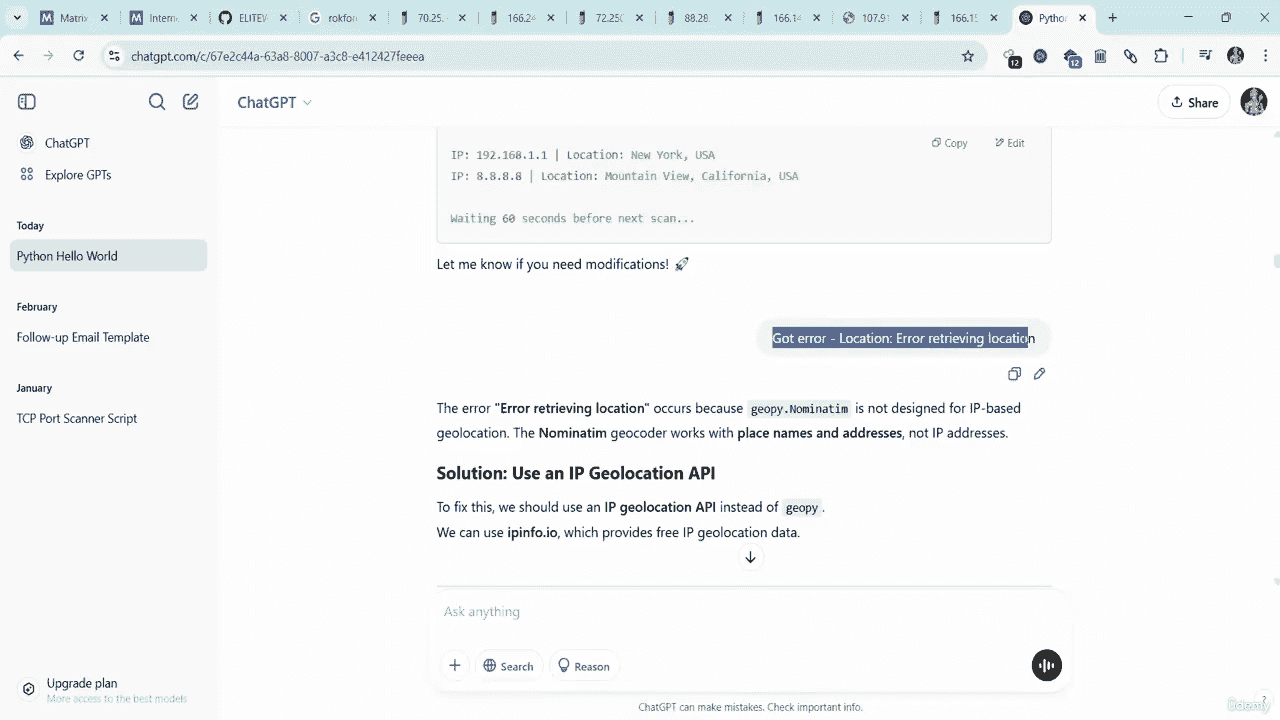 Matrix
Interne
ELITEW
rokfor
70.25.
166.24
72.250
88.28.
166.14
107.91
166.15
Pythor
chatgpt.com/c/67e2c44a-63a8-8007-a3c8-e412427feeea
12
12
ChatGPT
Share
ChatGPT
Explore GPTs
Today
Python Hello World
February
Follow-up Email Template
January
TCP Port Scanner Script
Upgrade plan
More access to the best models
Copy
Edit
IP: 192.168.1.1 | Location: New York, USA
IP: 8.8.8.8 | Location: Mountain View, California, USA
Waiting 60 seconds before next scan...
Let me know if you need modifications! 🚀
Got error - Location: Error retrieving location
The error "Error retrieving location" occurs because geopy.Nominatim is not designed for IP-based
geolocation. The Nominatim geocoder works with place names and addresses, not IP addresses.
Solution: Use an IP Geolocation API
To fix this, we should use an IP geolocation API instead of geopy.
We can use ipinfo.io, which provides free IP geolocation data.
Ask anything
Search
Reason
ChatGPT can make mistakes. Check important info.
?
Udemy